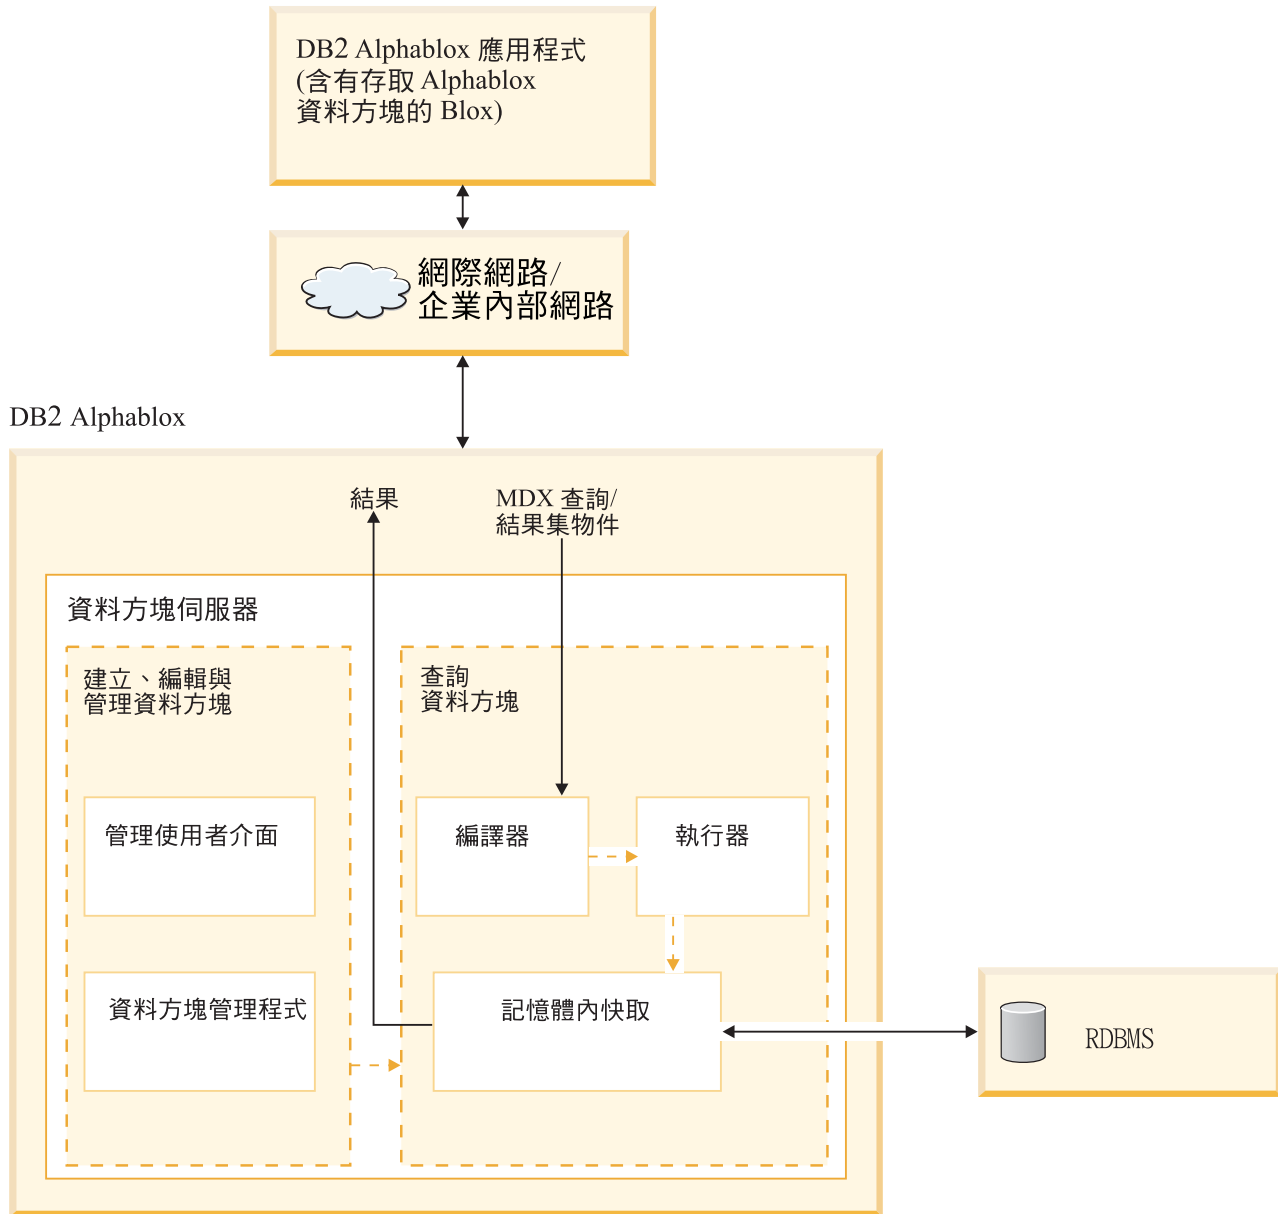 DB2 Alphablox 應用程式
(含有存取 Alphablox
資料方塊的 Blox)
網際網路/
企業內部網路
DB2 Alphablox
結果
MDX 查詢/
結果集物件
資料方塊伺服器
建立、編輯與
管理資料方塊
查詢
資料方塊
管理使用者介面
編譯器
執行器
資料方塊管理程式
記憶體內快取
RDBMS